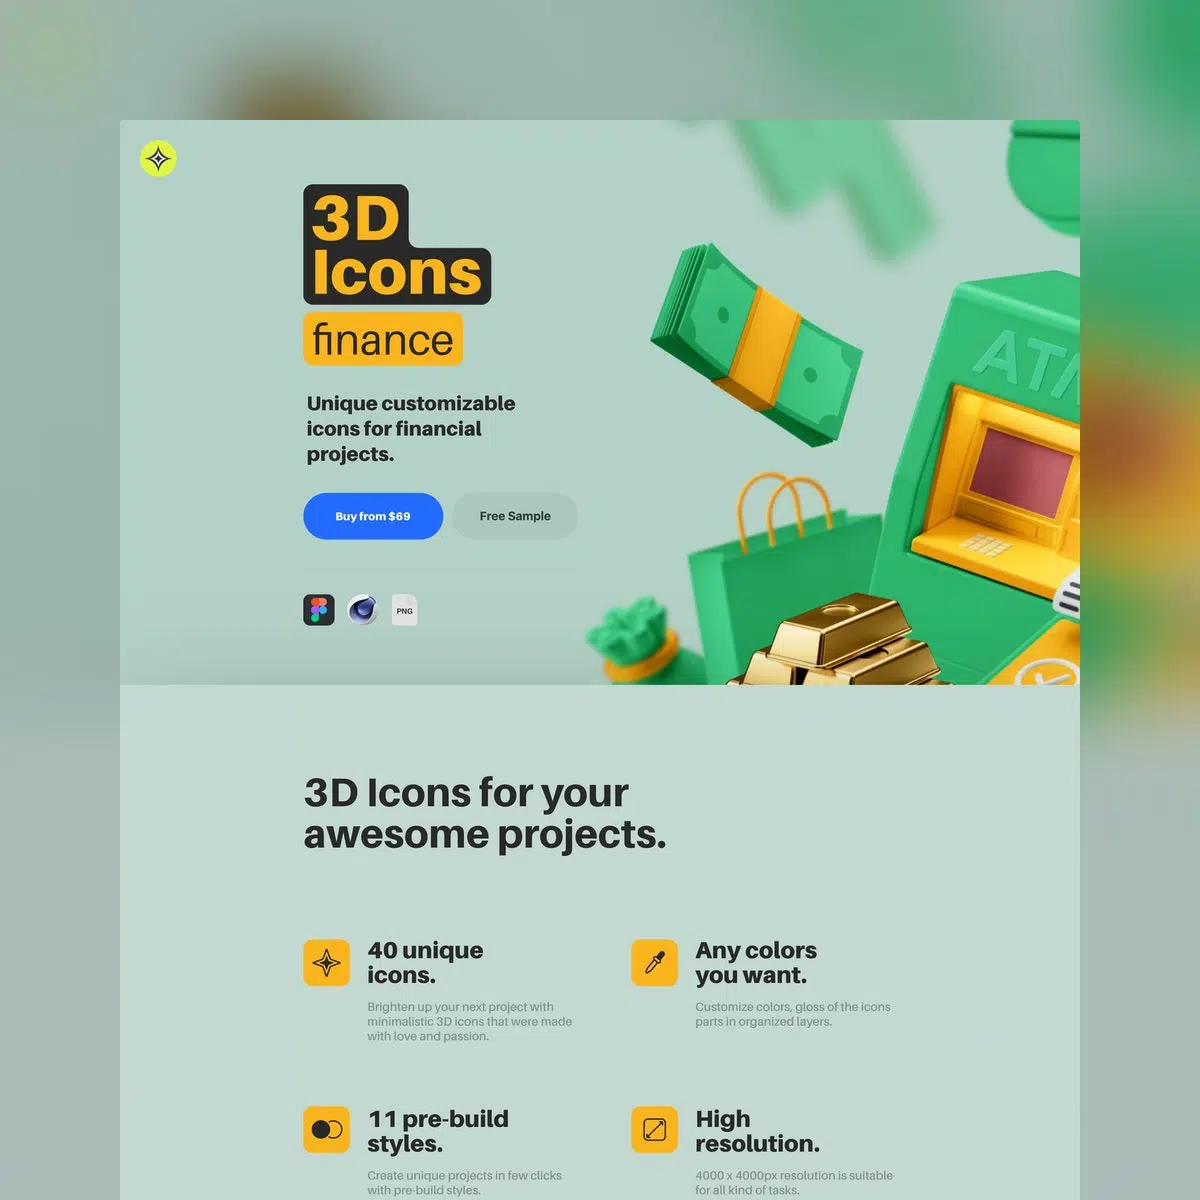 3D
Icons
finance
Unique customizable
icons for financial
projects.
Buy from $69
Free Sample
PNG
3D Icons for your
awesome projects.
40 unique
icons.
Brighten up your next project with
minimalistic 3D icons that were made
with love and passion.
Any colors
you want.
Customize colors, gloss of the icons
parts in organized layers.
11 pre-build
styles.
Create unique projects in few clicks
with pre-build styles.
High
resolution.
4000 x 4000px resolution is suitable
for all kind of tasks.